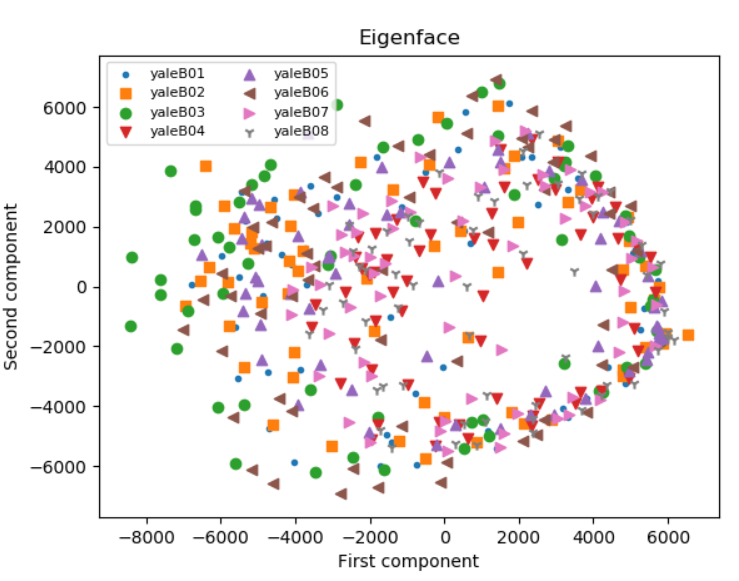 Eigenface
yaleB01 yaleB05
yaleB02 yaleB06
yaleB03 yaleB07
yaleB04 yaleB08
6000
4000
2000
0
−2000
−4000
−6000
Second component
−8000 −6000 −4000 −2000 0 2000 4000 6000
First component